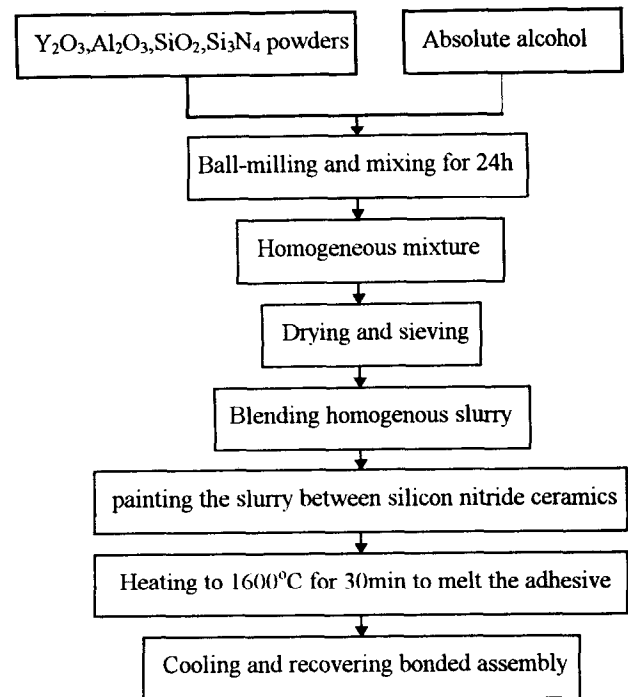 Y₂O₃,Al₂O₃,SiO₂,Si₃N₄ powders
Absolute alcohol
Ball-milling and mixing for 24h
Homogeneous mixture
Drying and sieving
Blending homogenous slurry
painting the slurry between silicon nitride ceramics
Heating to 1600°C for 30min to melt the adhesive
Cooling and recovering bonded assembly